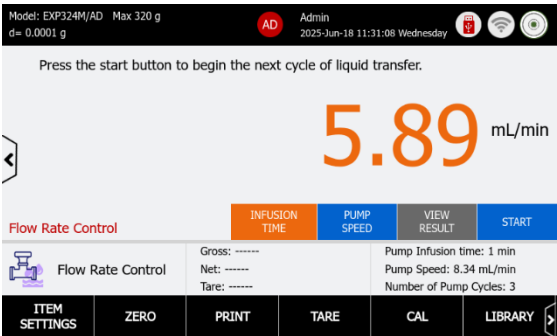 Model: EXP324M/AD Max 320 g
d= 0.0001 g
AD
Admin
2025-Jun-18 11:31:08 Wednesday
Press the start button to begin the next cycle of liquid transfer.
5.89 mL/min
Flow Rate Control
INFUSION
TIME
PUMP
SPEED
VIEW
RESULT
START
Flow Rate Control
Gross: ------
Net: ------
Tare: ------
Pump Infusion time: 1 min
Pump Speed: 8.34 mL/min
Number of Pump Cycles: 3
ITEM
SETTINGS
ZERO
PRINT
TARE
CAL
LIBRARY